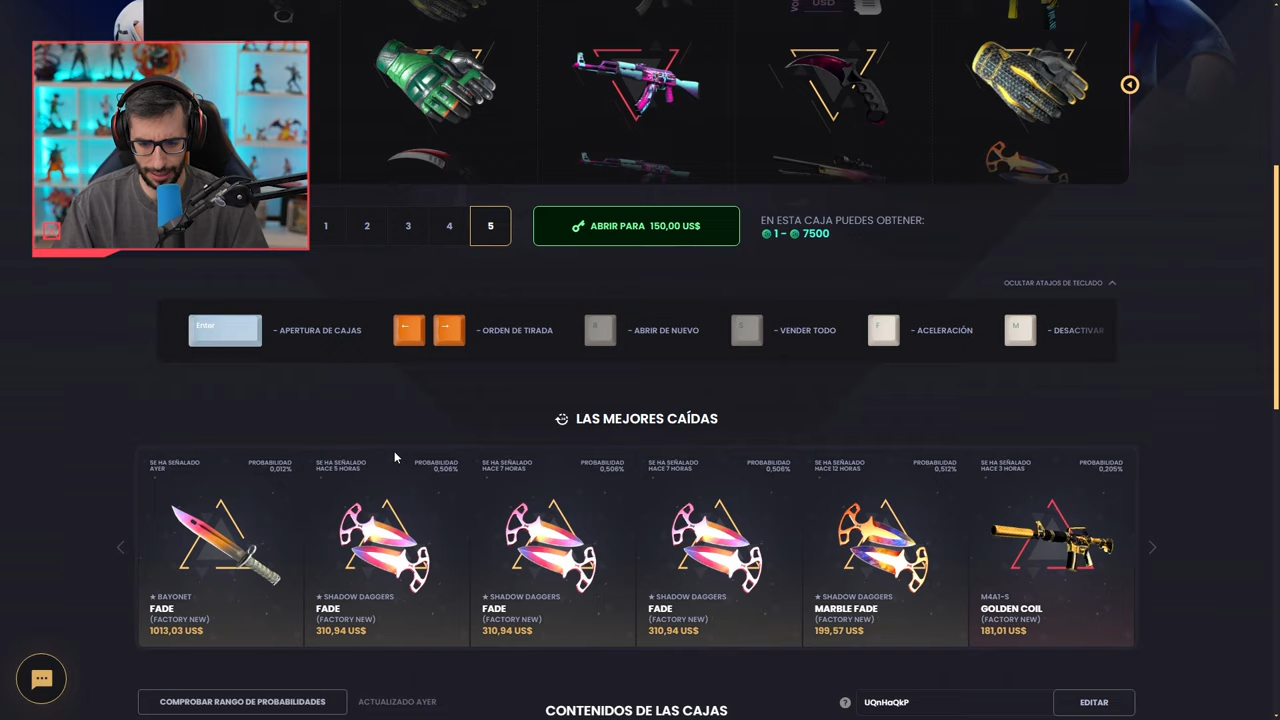 USD
1 2 3 4 5
ABRIR PARA 150,00 US$
EN ESTA CAJA PUEDES OBTENER:
1 - 7500
OCULTAR ATAJOS DE TECLADO
Enter - APERTURA DE CAJAS ← → - ORDEN DE TIRADA R - ABRIR DE NUEVO S - VENDER TODO F - ACELERACIÓN M - DESACTIVAR
LAS MEJORES CAÍDAS
SE HA SEÑALADO
AYER
PROBABILIDAD
0,012%
★ BAYONET
FADE
(FACTORY NEW)
1013,03 US$
SE HA SEÑALADO
HACE 5 HORAS
PROBABILIDAD
0,506%
★ SHADOW DAGGERS
FADE
(FACTORY NEW)
310,94 US$
SE HA SEÑALADO
HACE 7 HORAS
PROBABILIDAD
0,506%
★ SHADOW DAGGERS
FADE
(FACTORY NEW)
310,94 US$
SE HA SEÑALADO
HACE 7 HORAS
PROBABILIDAD
0,506%
★ SHADOW DAGGERS
FADE
(FACTORY NEW)
310,94 US$
SE HA SEÑALADO
HACE 12 HORAS
PROBABILIDAD
0,512%
★ SHADOW DAGGERS
MARBLE FADE
(FACTORY NEW)
199,57 US$
SE HA SEÑALADO
HACE 3 HORAS
PROBABILIDAD
0,205%
M4A1-S
GOLDEN COIL
(FACTORY NEW)
181,01 US$
COMPROBAR RANGO DE PROBABILIDADES
ACTUALIZADO AYER
CONTENIDOS DE LAS CAJAS
? UQnHaQkP
EDITAR